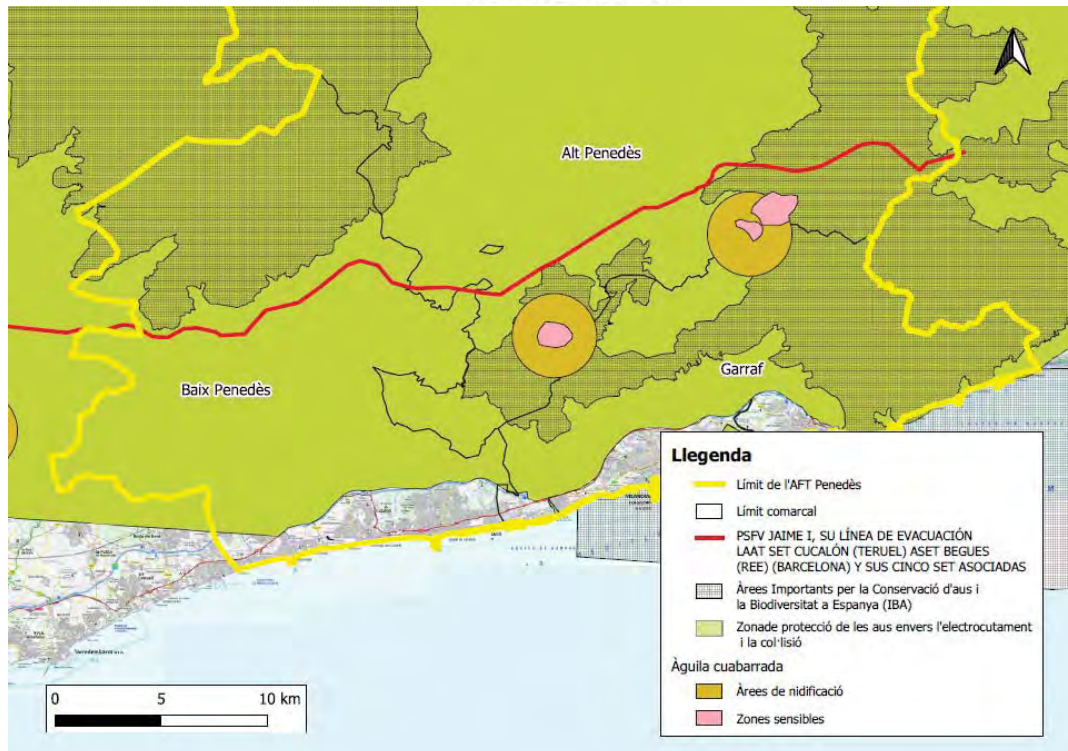 Alt Penedès
Baix Penedès
Garraf
Llegenda
Límit de l'AFT Penedès
Límit comarcal
PSFV JAIME I, SU LÍNEA DE EVACUACIÓN
LAAT SET CUCALÓN (TERUEL) ASET BEGUES
(REE) (BARCELONA) Y SUS CINCO SET ASOCIADAS
Àrees Importants per la Conservació d'aus i
la Biodiversitat a Espanya (IBA)
Zonade protecció de les aus envers l'electrocutament
i la col·lisió
Àguila cuabarrada
Àrees de nidificació
Zones sensibles
0 5 10 km